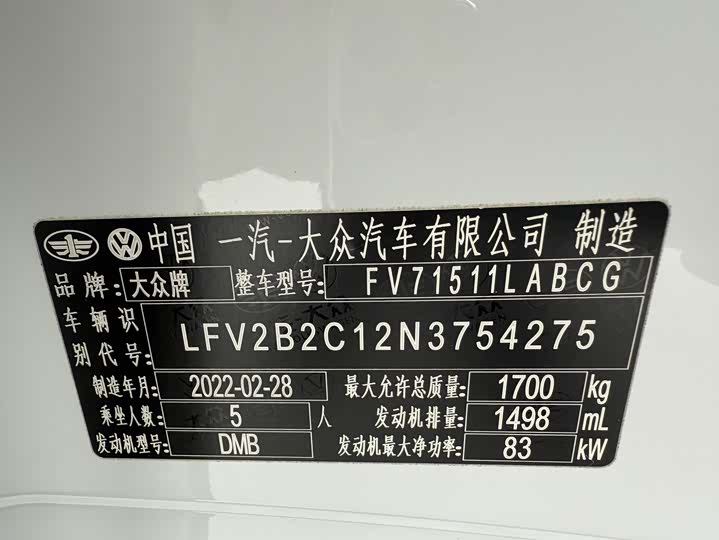 中国 一汽-大众汽车有限公司 制造
品牌:大众牌 整车型号:FV71511LABCG
车辆识别代号:LFV2B2C12N3754275
制造年月:2022-02-28 最大允许总质量:1700 kg
乘坐人数:5 人 发动机排量:1498 mL
发动机型号:DMB 发动机最大净功率:83 kW